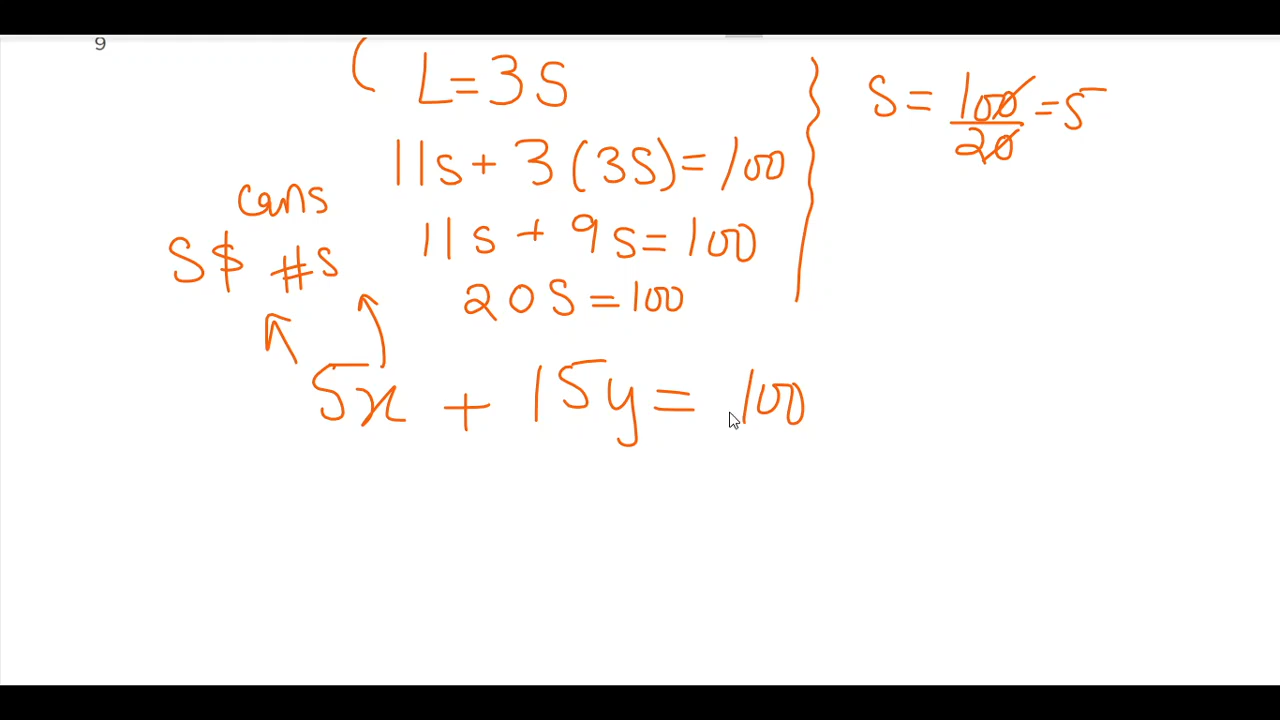 9
( L=3S
11s + 3(3S)= 100
11s + 9s= 100
20S = 100
S = 100/20 = 5
cans
S$ #S
5x + 15y = 100